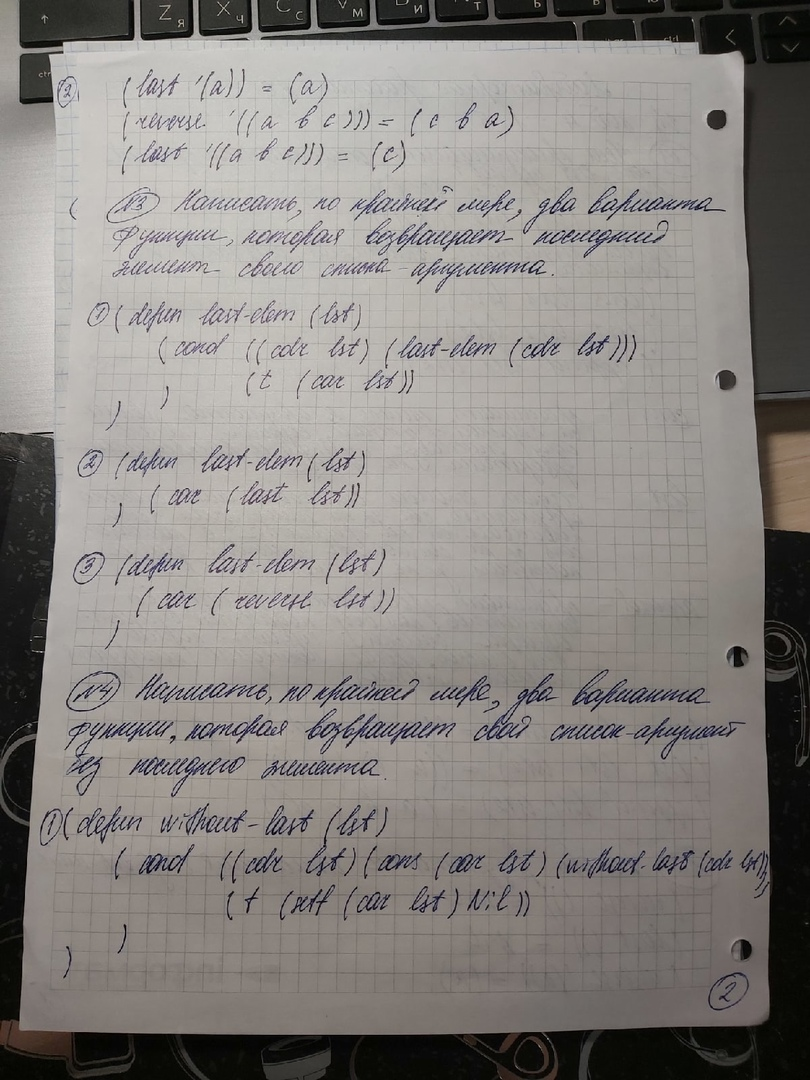 Z Я
X Ч
C С
V М
ctrl
②
(last '(a)) = (a)
(reverse '((a b c))) = (c b a)
(last '((a b c))) = (c)
№3 Написать, по крайней мере, два варианта
функции, которая возвращает последний
элемент своего списка-аргумента.
① (defun last-elem (lst)
(cond ((cdr lst) (last-elem (cdr lst)))
(t (car lst))
)
)
② (defun last-elem (lst)
(car (last lst))
)
③ (defun last-elem (lst)
(car (reverse lst))
)
№4 Написать, по крайней мере, два варианта
функции, которая возвращает свой список-аргумент
без последнего элемента.
① (defun without-last (lst)
(cond ((cdr lst) (cons (car lst) (without-last (cdr lst))))
(t (setf (car lst) Nil))
)
)
2